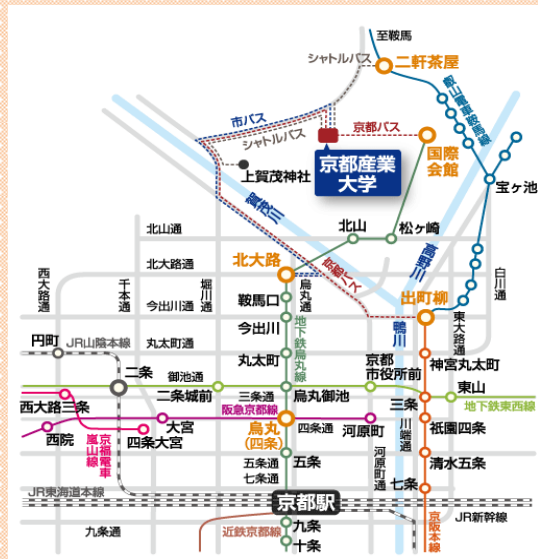 至鞍馬
シャトルバス
二軒茶屋
叡山電車鞍馬線
市バス
シャトルバス
京都バス
国際
会館
京都産業
大学
上賀茂神社
宝ヶ池
賀茂川
北山
松ヶ崎
高野川
北山通
北大路
京都バス
北大路通
西大路通
千本通
堀川通
烏丸通
白川通
鞍馬口
出町柳
今出川通
今出川
地下鉄烏丸線
鴨川
東大路通
円町
JR山陰本線
丸太町通
丸太町
京都
市役所前
神宮丸太町
二条
御池通
東山
西大路三条
二条城前
三条通
烏丸御池
三条
地下鉄東西線
大宮
阪急京都線
烏丸
(四条)
四条通
河原町
祇園四条
川端通
西院
京福電車
嵐山線
四条大宮
五条通
五条
河原町通
清水五条
七条通
七条
JR東海道本線
京都駅
JR新幹線
九条通
近鉄京都線
九条
十条
京阪本線